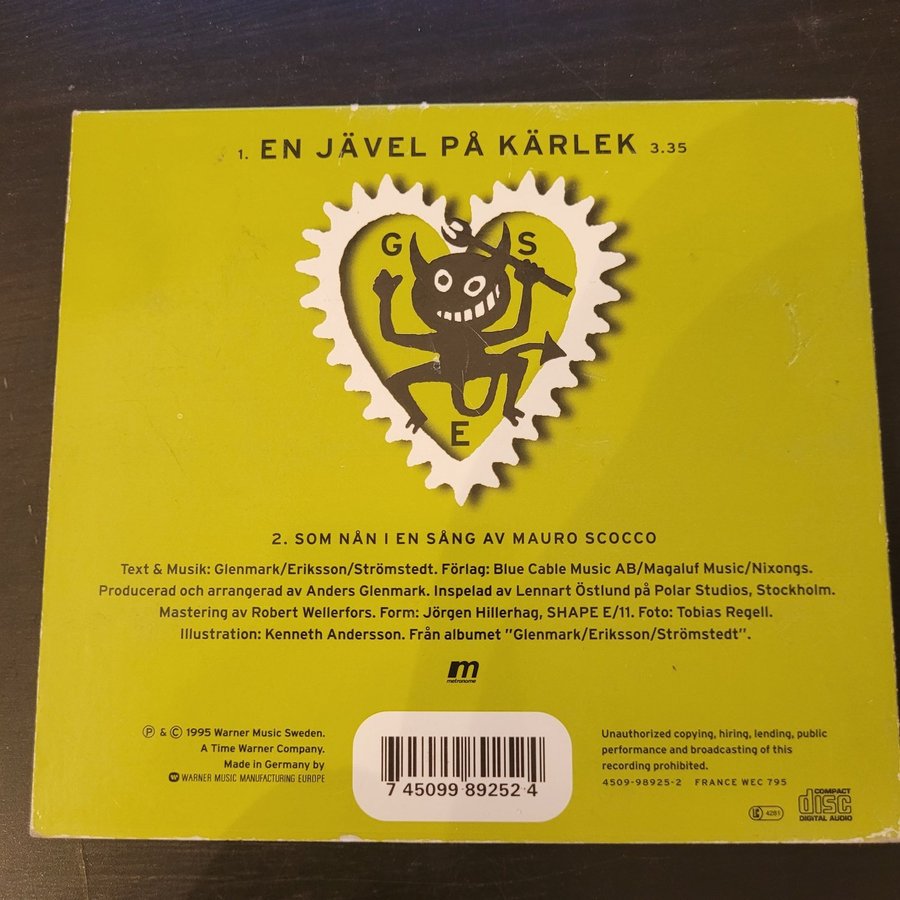 1. EN JÄVEL PÅ KÄRLEK 3.35
G S
E
2. SOM NÅN I EN SÅNG AV MAURO SCOCCO
Text & Musik: Glenmark/Eriksson/Strömstedt. Förlag: Blue Cable Music AB/Magaluf Music/Nixongs.
Producerad och arrangerad av Anders Glenmark. Inspelad av Lennart Östlund på Polar Studios, Stockholm.
Mastering av Robert Wellerfors. Form: Jörgen Hillerhag, SHAPE E/11. Foto: Tobias Regell.
Illustration: Kenneth Andersson. Från albumet "Glenmark/Eriksson/Strömstedt".
m
metronome
℗ & © 1995 Warner Music Sweden.
A Time Warner Company.
Made in Germany by
WARNER MUSIC MANUFACTURING EUROPE
7 45099 89252 4
Unauthorized copying, hiring, lending, public
performance and broadcasting of this
recording prohibited.
4509-98925-2 FRANCE WEC 795
LC 4281
COMPACT
disc
DIGITAL AUDIO